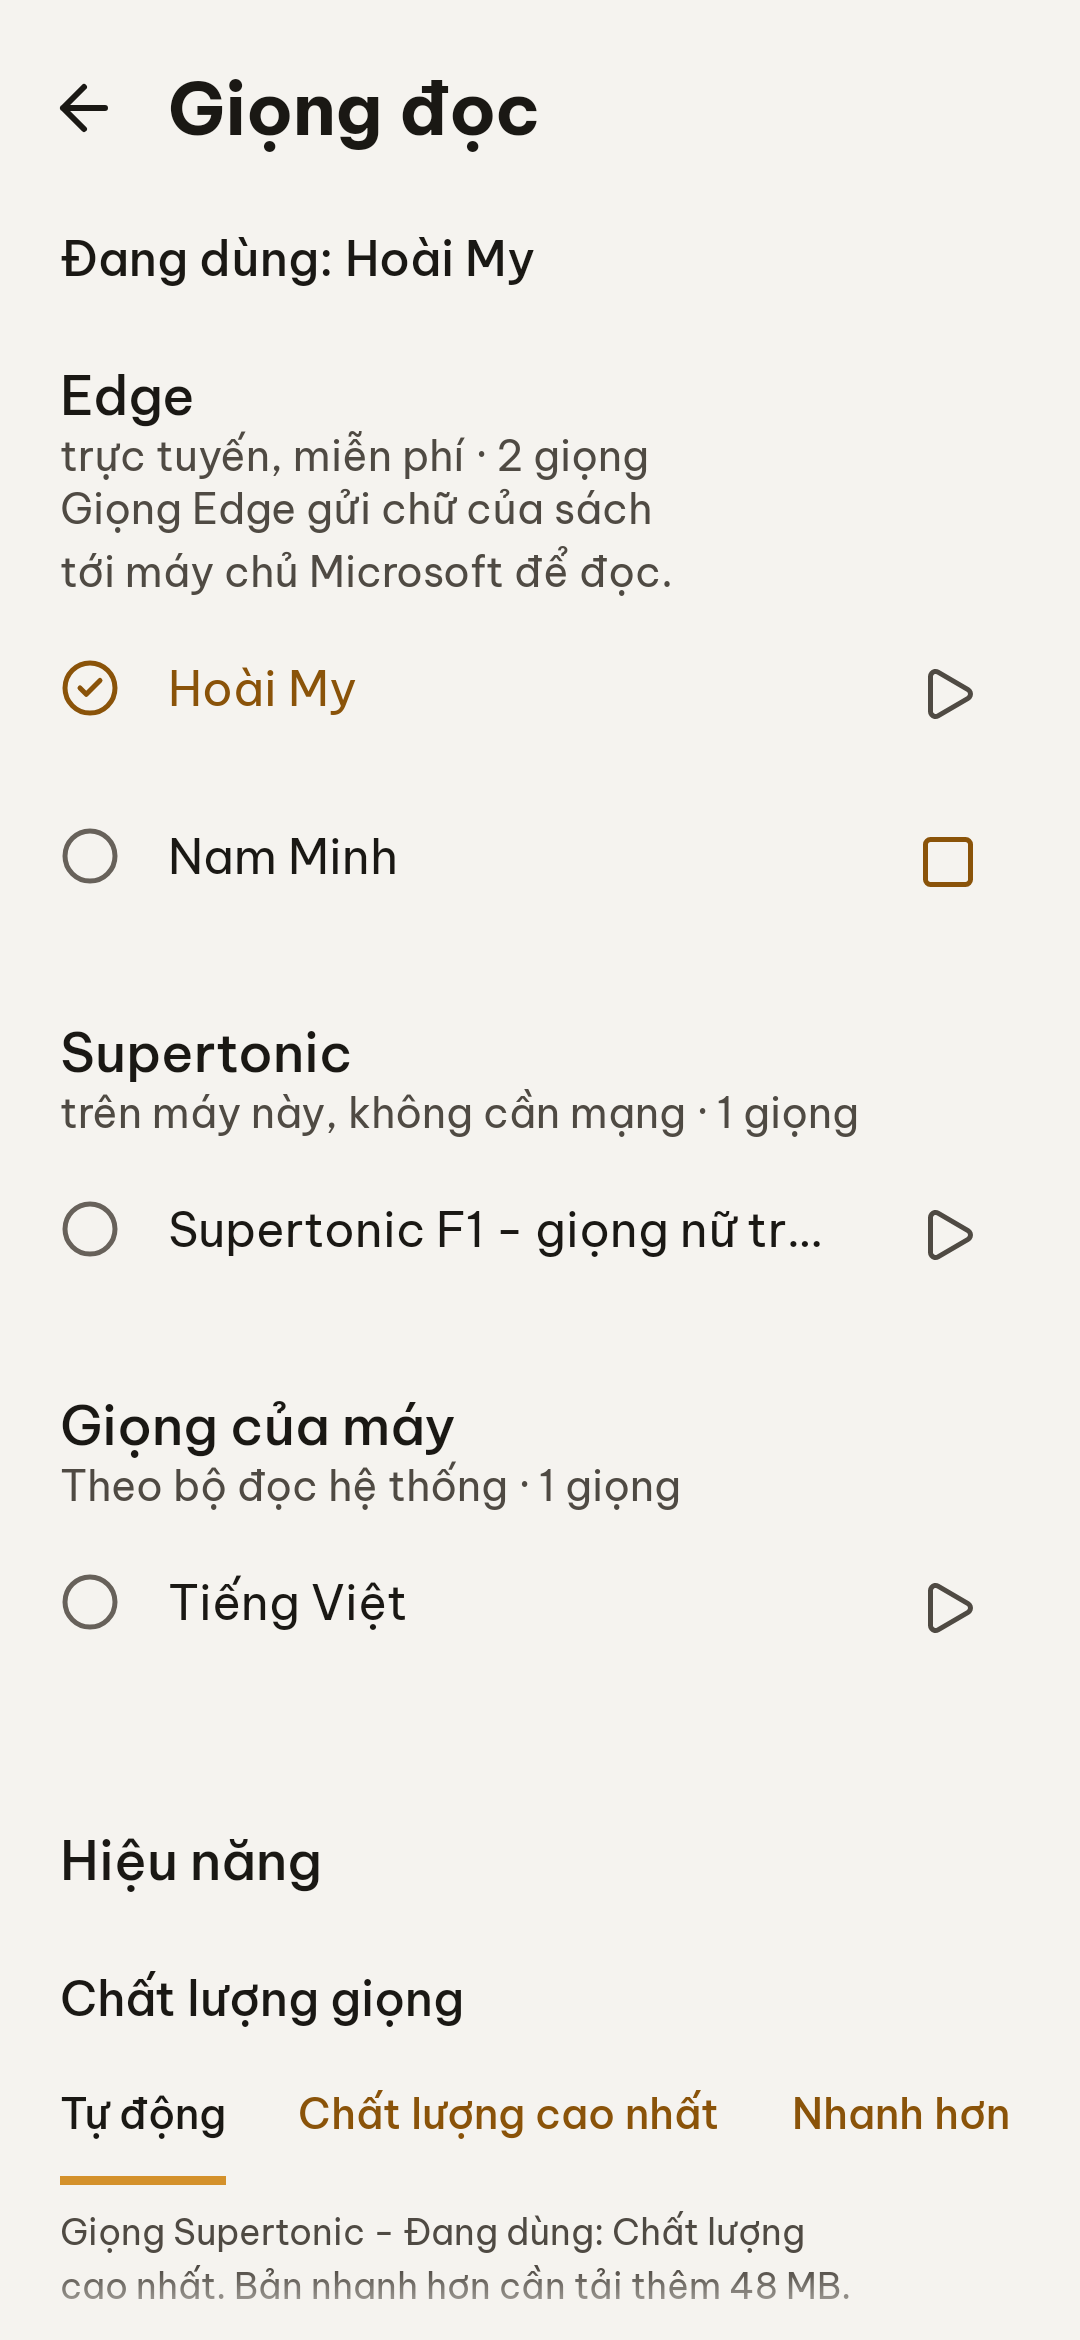 Giọng đọc
Đang dùng: Hoài My
Edge
trực tuyến, miễn phí · 2 giọng
Giọng Edge gửi chữ của sách
tới máy chủ Microsoft để đọc.
Hoài My
Nam Minh
Supertonic
trên máy này, không cần mạng · 1 giọng
Supertonic F1 – giọng nữ tr...
Giọng của máy
Theo bộ đọc hệ thống · 1 giọng
Tiếng Việt
Hiệu năng
Chất lượng giọng
Tự động Chất lượng cao nhất Nhanh hơn
Giọng Supertonic – Đang dùng: Chất lượng
cao nhất. Bản nhanh hơn cần tải thêm 48 MB.